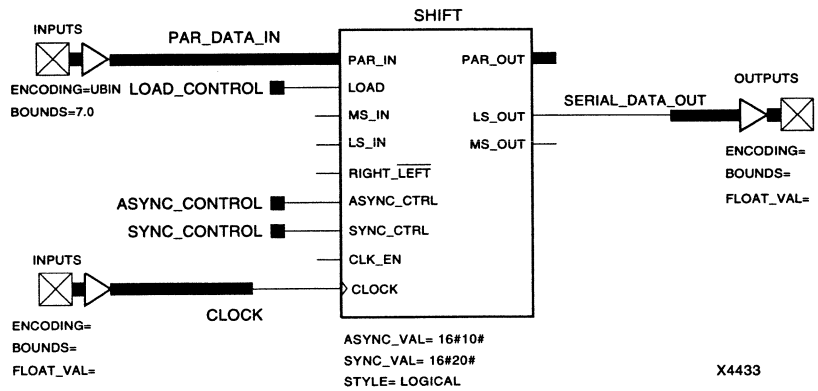 SHIFT
INPUTS
PAR_DATA_IN
PAR_IN
PAR_OUT
ENCODING=UBIN
BOUNDS=7.0
LOAD_CONTROL
LOAD
MS_IN
LS_OUT
SERIAL_DATA_OUT
OUTPUTS
LS_IN
MS_OUT
ENCODING=
BOUNDS=
FLOAT_VAL=
RIGHT_LEFT
ASYNC_CONTROL
ASYNC_CTRL
SYNC_CONTROL
SYNC_CTRL
INPUTS
CLK_EN
CLOCK
CLOCK
ENCODING=
BOUNDS=
FLOAT_VAL=
ASYNC_VAL= 16#10#
SYNC_VAL= 16#20#
STYLE= LOGICAL
X4433